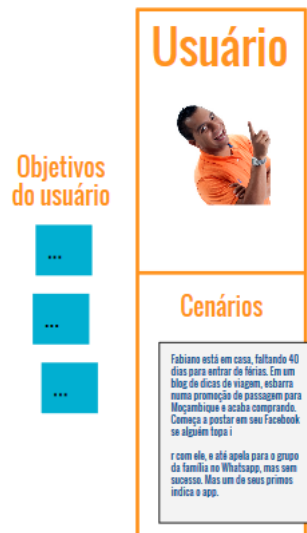 Usuário
Objetivos
do usuário
...
...
...
Cenários
Fabiano está em casa, faltando 40
dias para entrar de férias. Em um
blog de dicas de viagem, esbarra
numa promoção de passagem para
Moçambique e acaba comprando.
Começa a postar em seu Facebook
se alguém topa i
r com ele, e até apela para o grupo
da família no Whatsapp, mas sem
sucesso. Mas um de seus primos
indica o app.